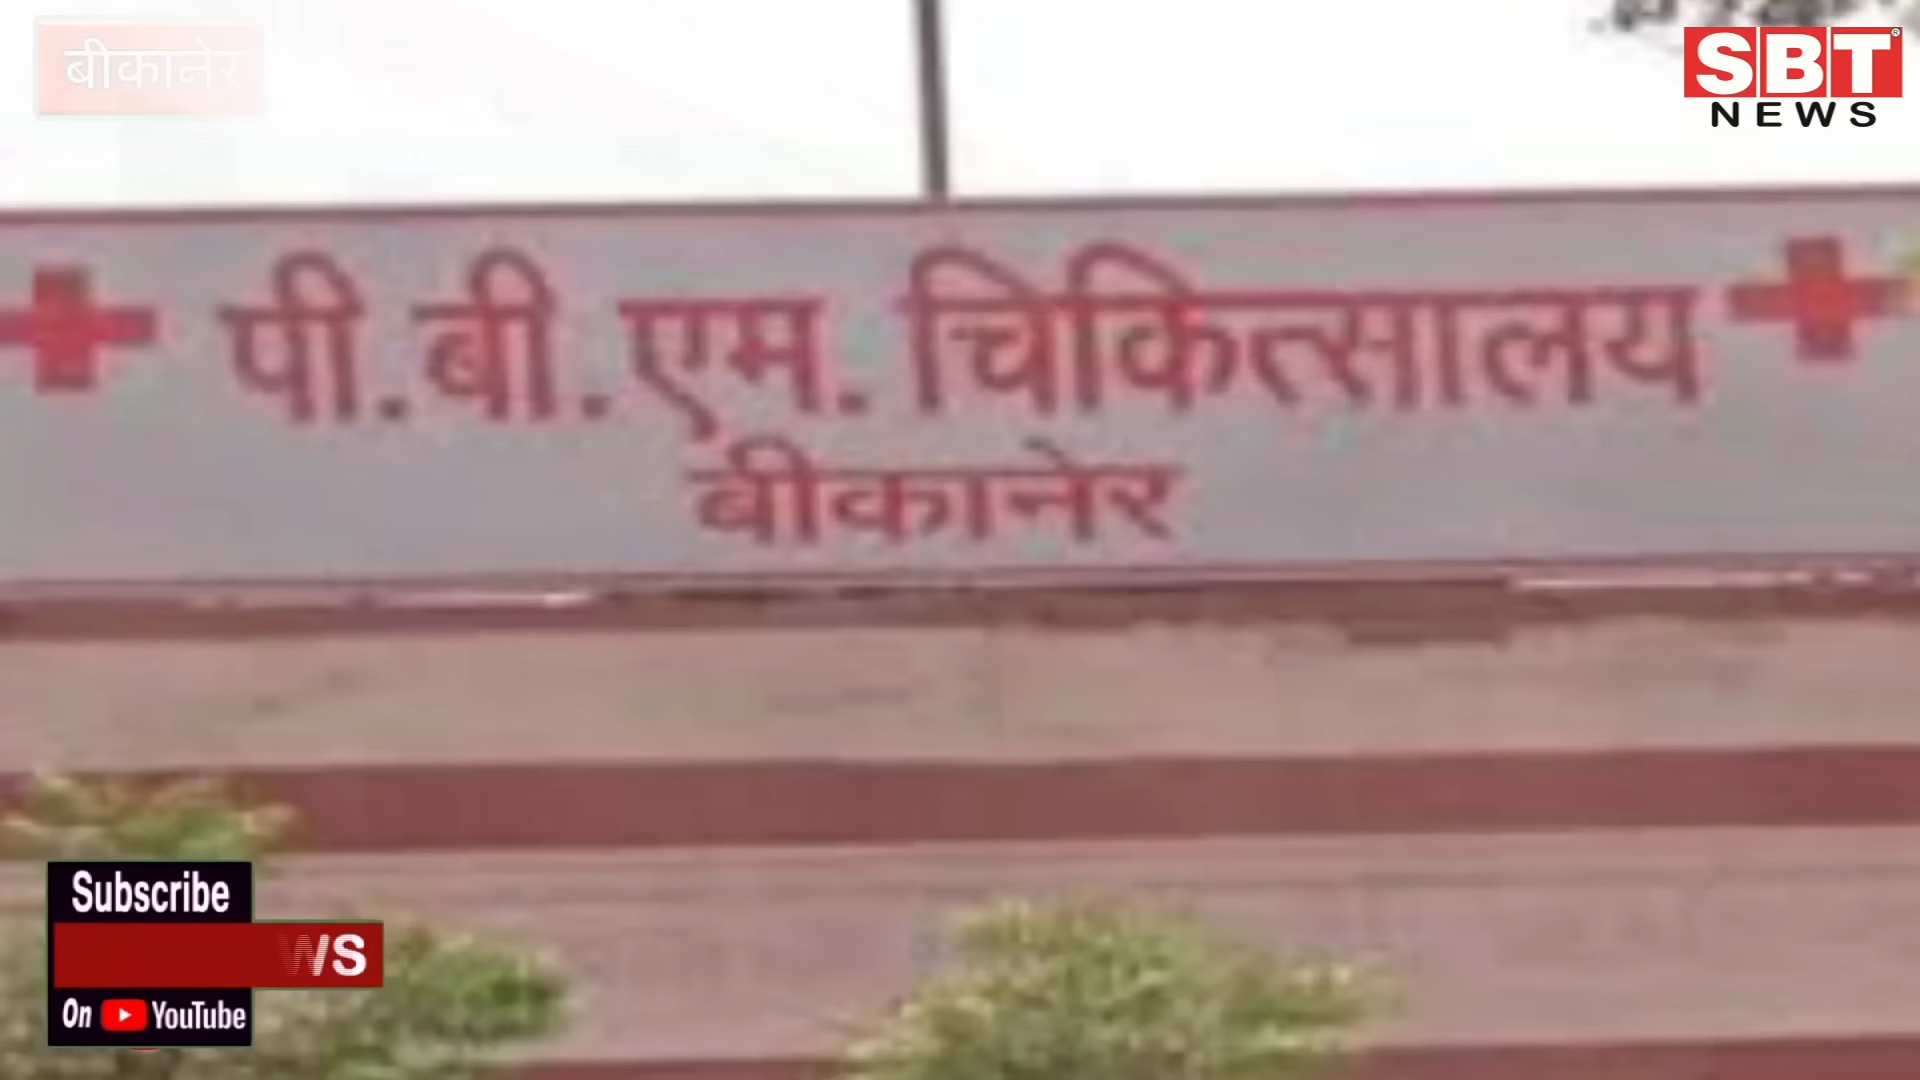 बीकानेर
SBT
NEWS
पी.बी.एम. चिकित्सालय
बीकानेर
Subscribe
WS
On YouTube